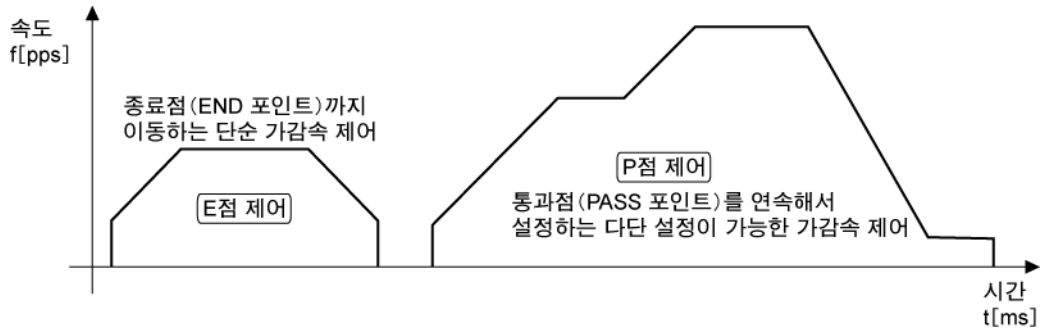 속도
f[pps]
종료점(END 포인트)까지
이동하는 단순 가감속 제어
E점 제어
P점 제어
통과점(PASS 포인트)를 연속해서
설정하는 다단 설정이 가능한 가감속 제어
시간
t[ms]